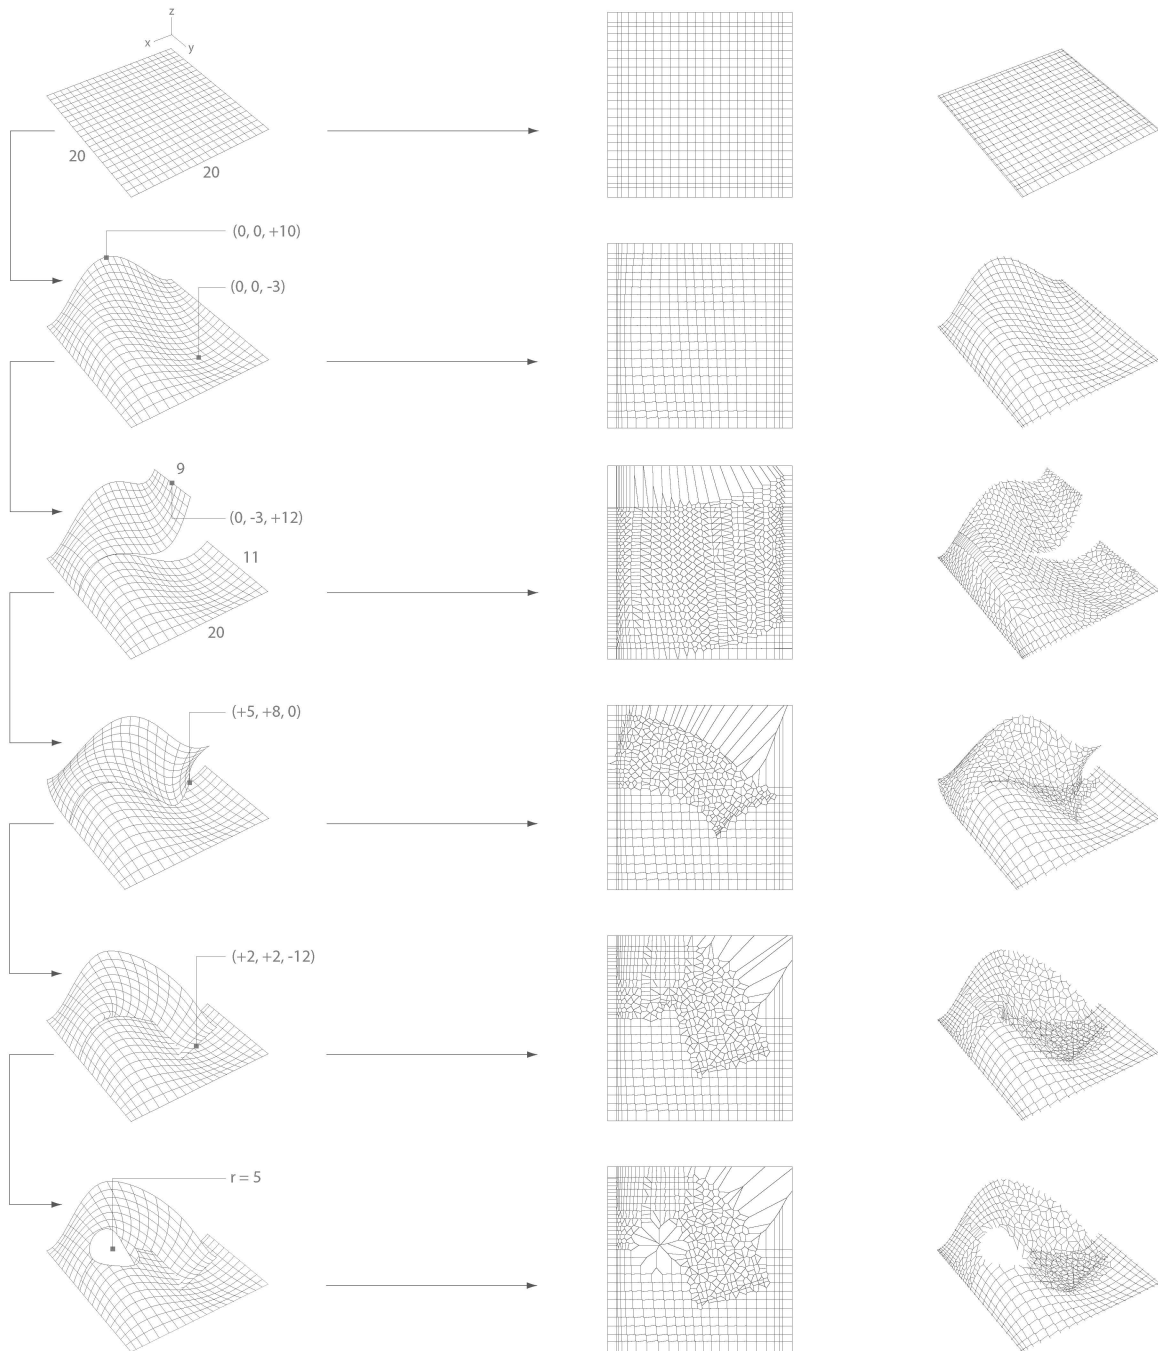 z
x
y
20
20
(0, 0, +10)
(0, 0, -3)
9
(0, -3, +12)
11
20
(+5, +8, 0)
(+2, +2, -12)
r = 5